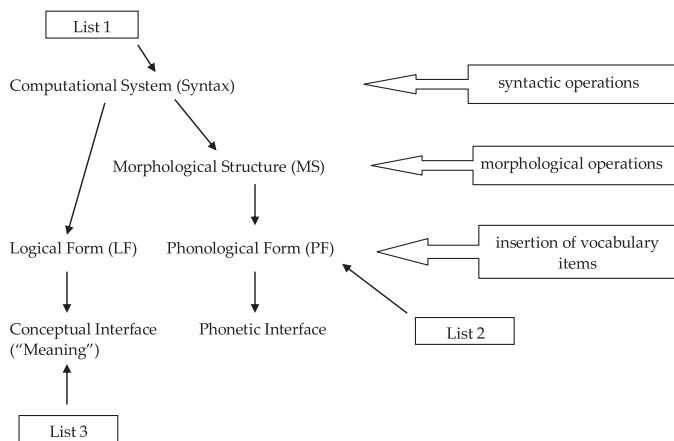 List 1
Computational System (Syntax)
syntactic operations
Morphological Structure (MS)
morphological operations
Logical Form (LF)
Phonological Form (PF)
insertion of vocabulary
items
Conceptual Interface
(“Meaning”)
Phonetic Interface
List 2
List 3